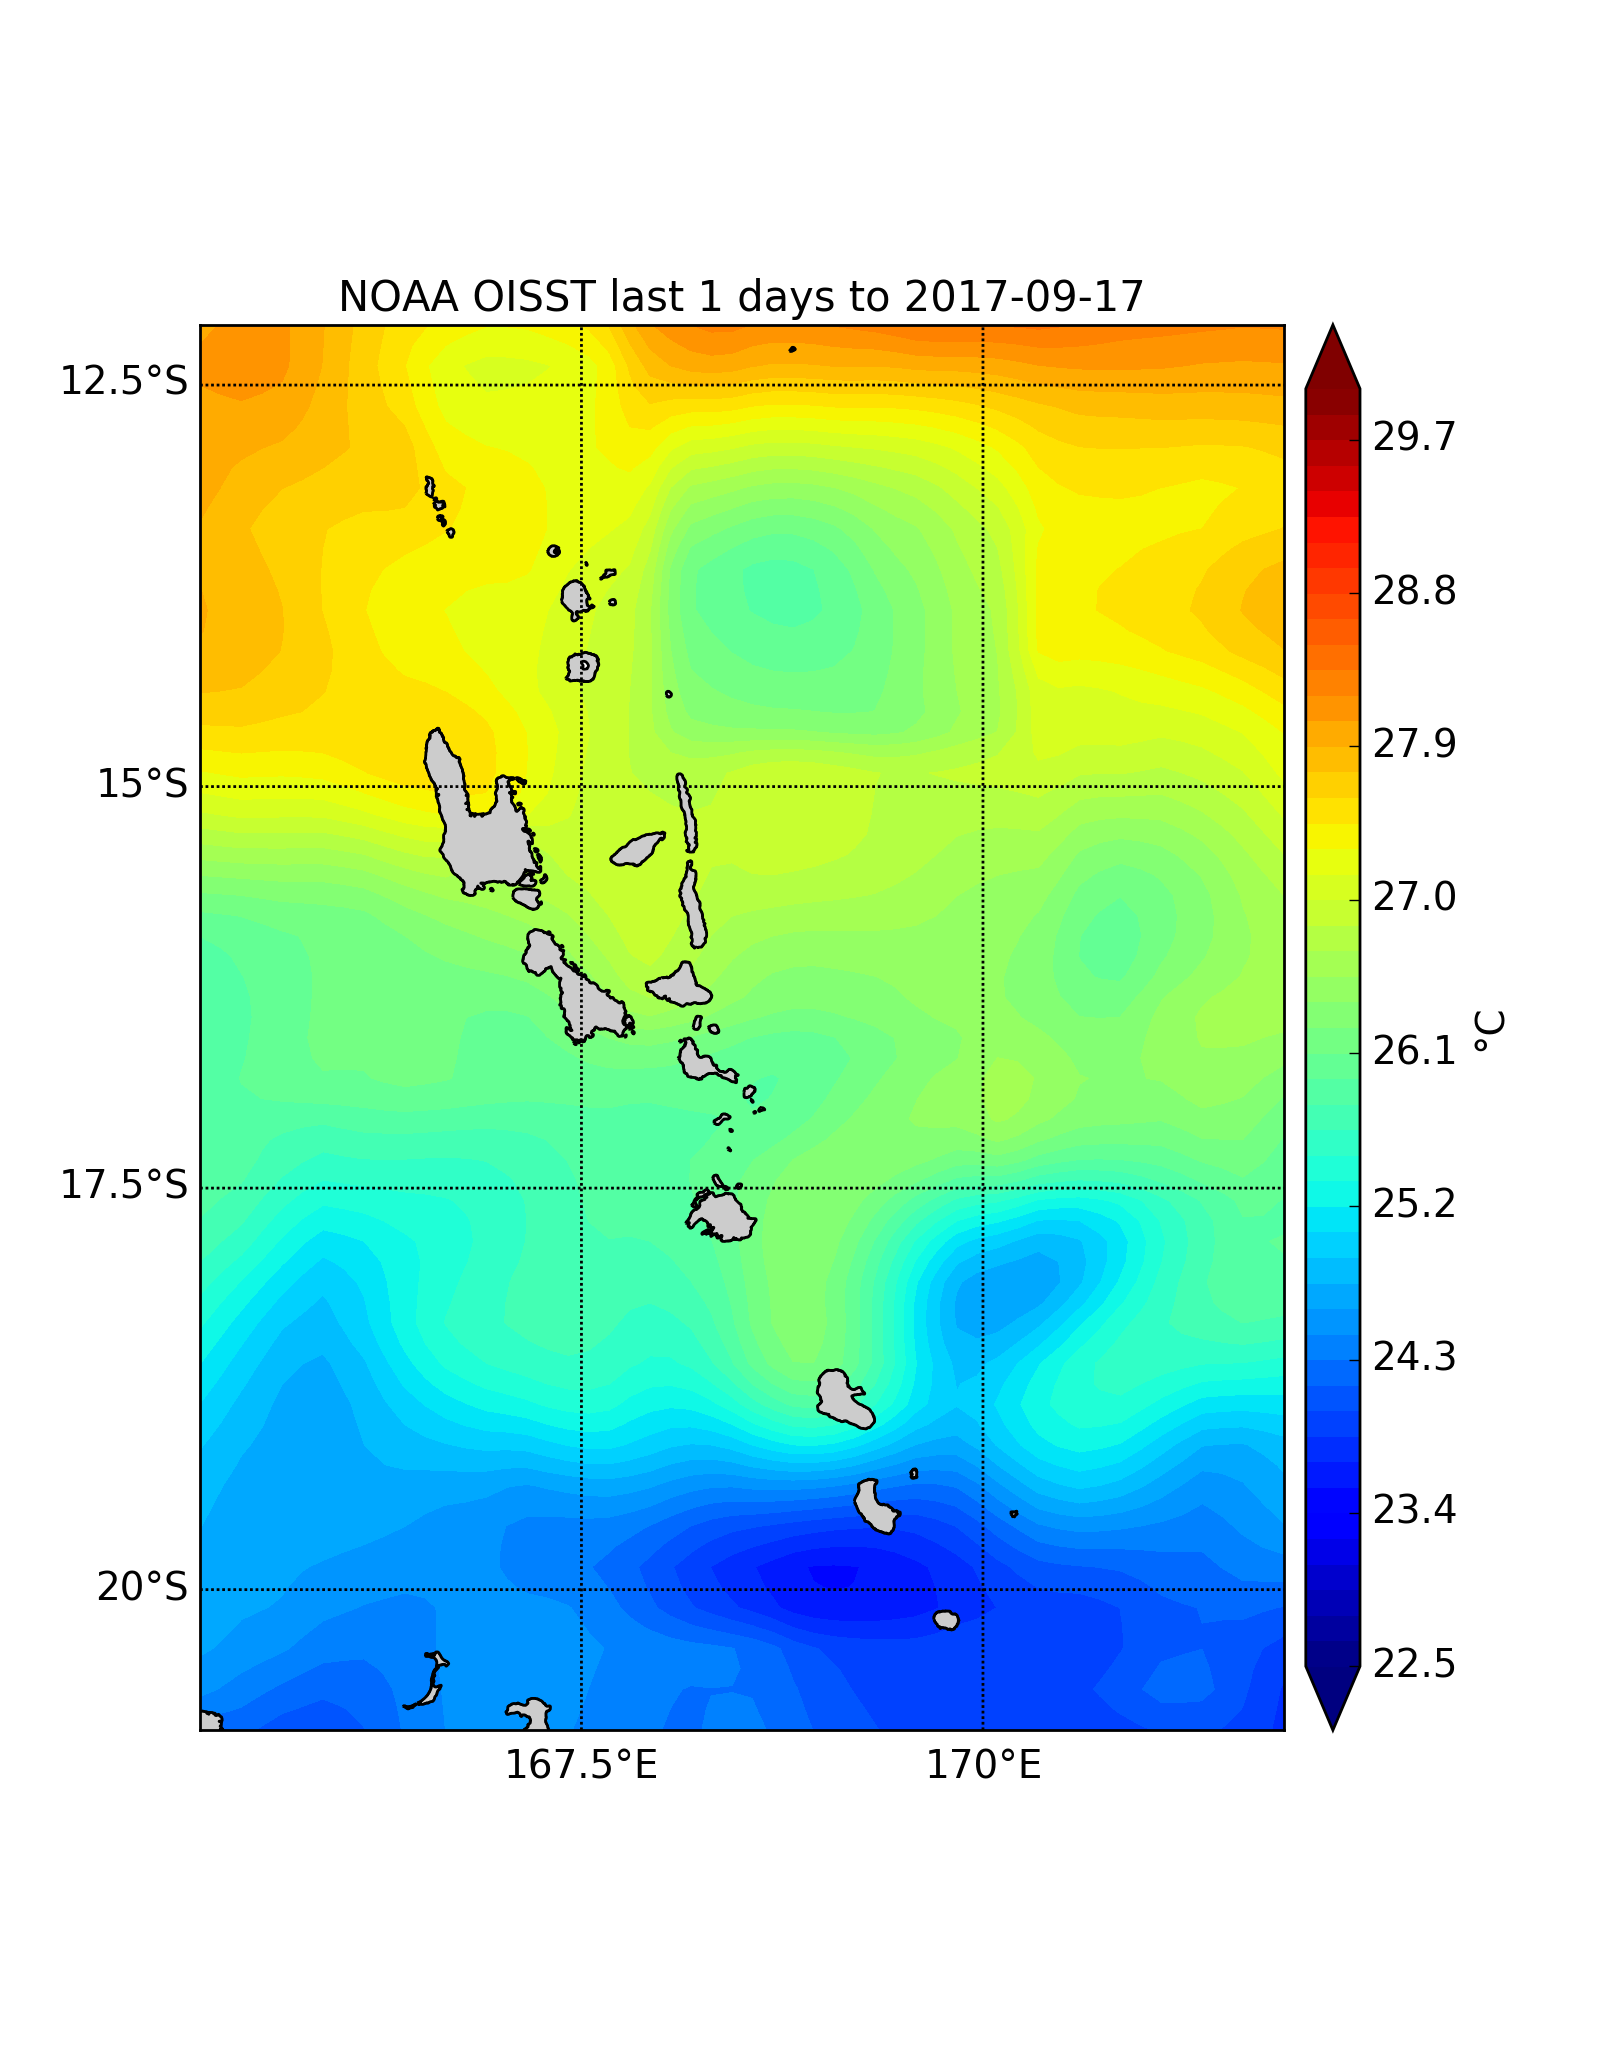 NOAA OISST last 1 days to 2017-09-17
12.5°S
15°S
17.5°S
20°S
167.5°E
170°E
29.7
28.8
27.9
27.0
26.1
25.2
24.3
23.4
22.5
°C